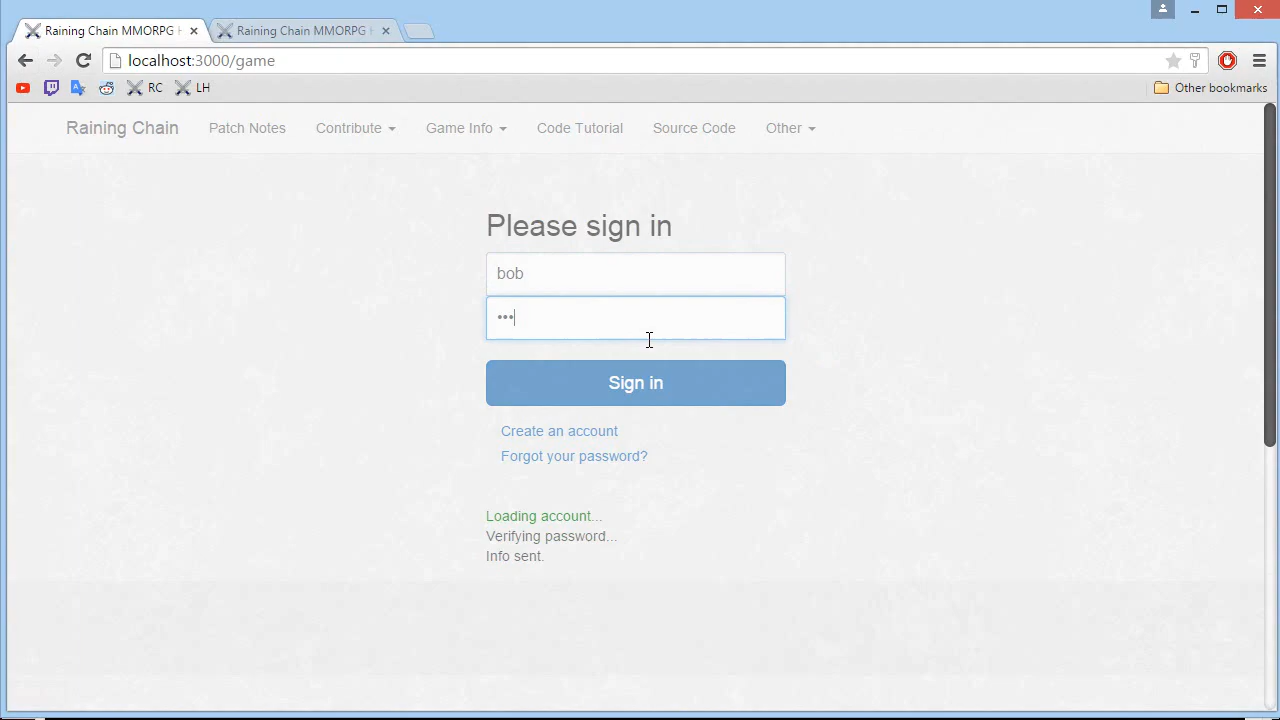 Raining Chain MMORPG
Raining Chain MMORPG
localhost:3000/game
RC
LH
Other bookmarks
Raining Chain
Patch Notes
Contribute
Game Info
Code Tutorial
Source Code
Other
Please sign in
bob
•••
Sign in
Create an account
Forgot your password?
Loading account...
Verifying password...
Info sent.